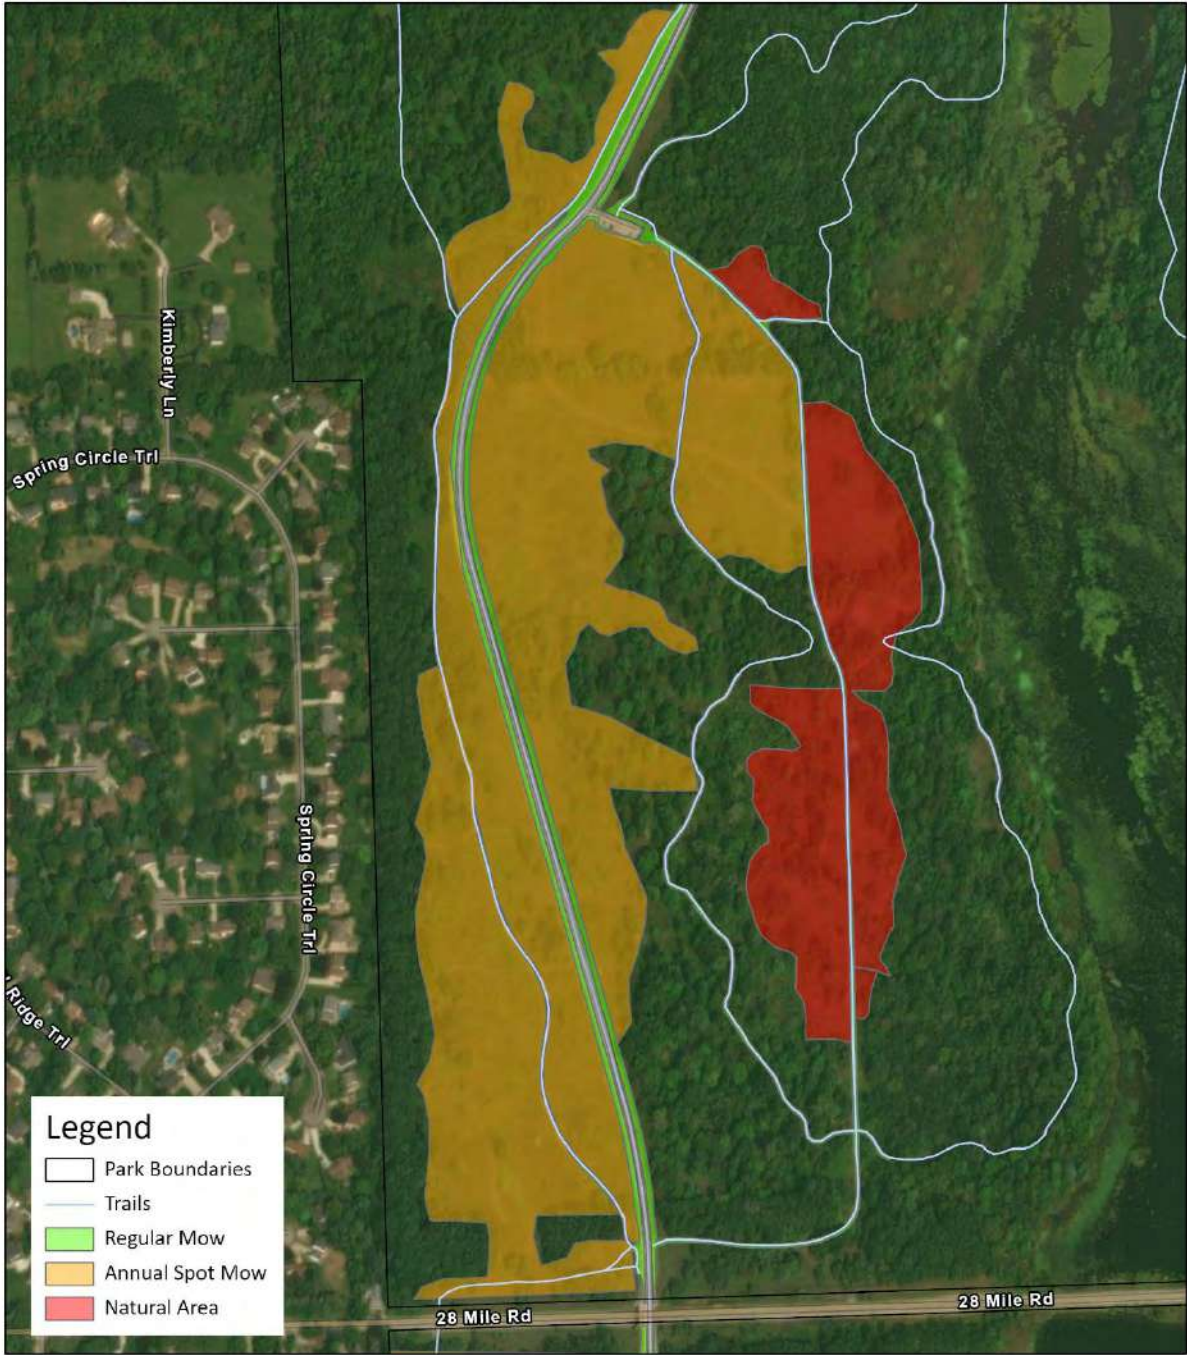 Kimberly Ln
Spring Circle Trl
Spring Circle Trl
Ridge Trl
Legend
Park Boundaries
Trails
Regular Mow
Annual Spot Mow
Natural Area
28 Mile Rd
28 Mile Rd